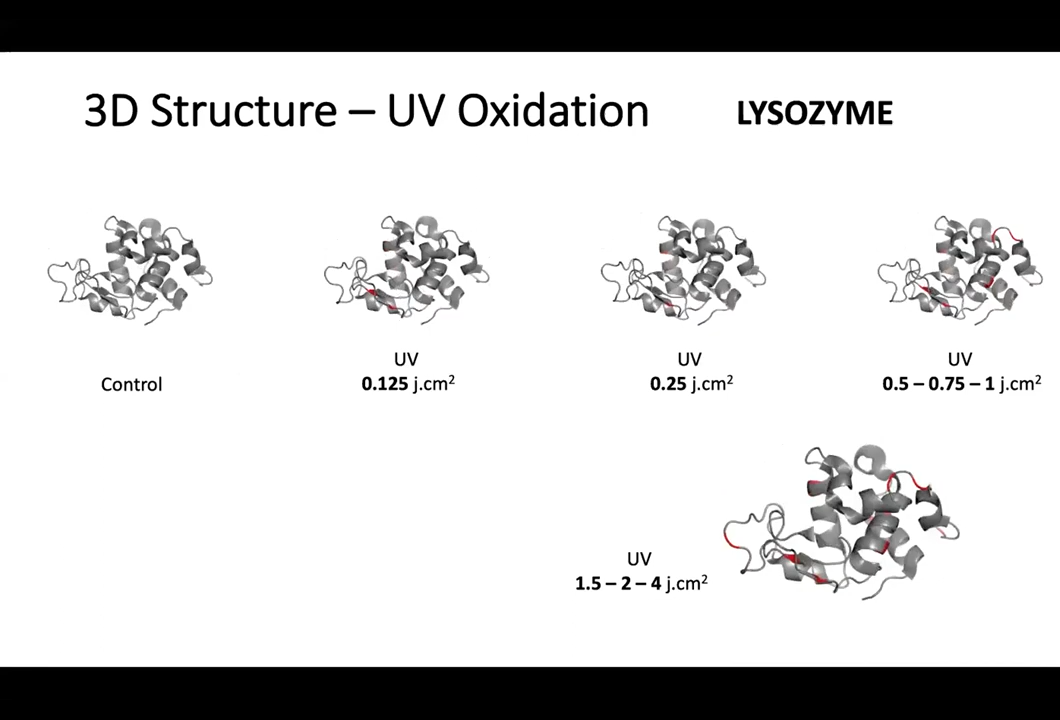 3D Structure – UV Oxidation
LYSOZYME
Control
UV
0.125 j.cm²
UV
0.25 j.cm²
UV
0.5 – 0.75 – 1 j.cm²
UV
1.5 – 2 – 4 j.cm²